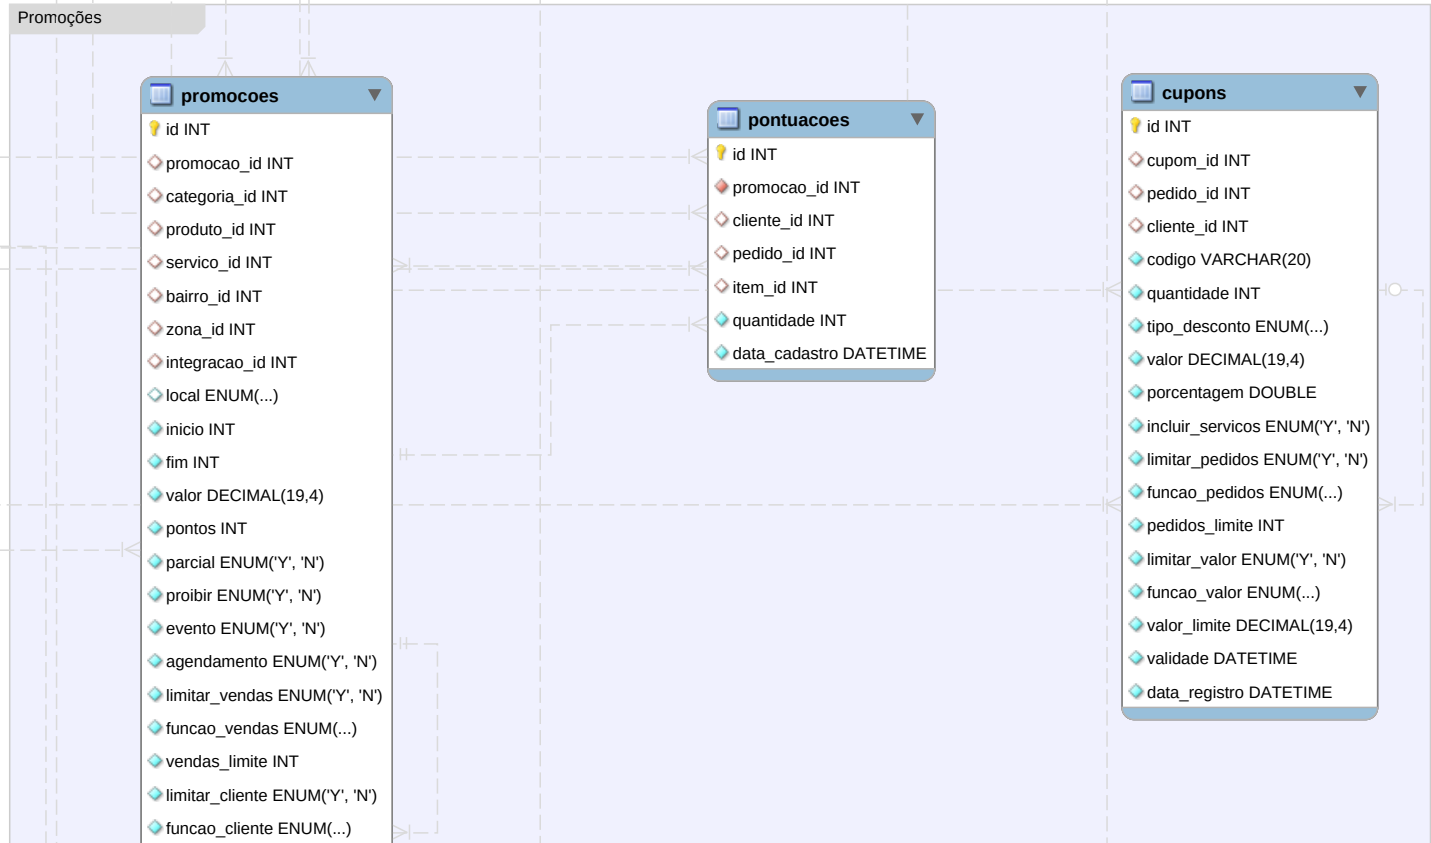 Promoções
promocoes
id INT
promocao_id INT
categoria_id INT
produto_id INT
servico_id INT
bairro_id INT
zona_id INT
integracao_id INT
local ENUM(...)
inicio INT
fim INT
valor DECIMAL(19,4)
pontos INT
parcial ENUM('Y', 'N')
proibir ENUM('Y', 'N')
evento ENUM('Y', 'N')
agendamento ENUM('Y', 'N')
limitar_vendas ENUM('Y', 'N')
funcao_vendas ENUM(...)
vendas_limite INT
limitar_cliente ENUM('Y', 'N')
funcao_cliente ENUM(...)
pontuacoes
id INT
promocao_id INT
cliente_id INT
pedido_id INT
item_id INT
quantidade INT
data_cadastro DATETIME
cupons
id INT
cupom_id INT
pedido_id INT
cliente_id INT
codigo VARCHAR(20)
quantidade INT
tipo_desconto ENUM(...)
valor DECIMAL(19,4)
porcentagem DOUBLE
incluir_servicos ENUM('Y', 'N')
limitar_pedidos ENUM('Y', 'N')
funcao_pedidos ENUM(...)
pedidos_limite INT
limitar_valor ENUM('Y', 'N')
funcao_valor ENUM(...)
valor_limite DECIMAL(19,4)
validade DATETIME
data_registro DATETIME